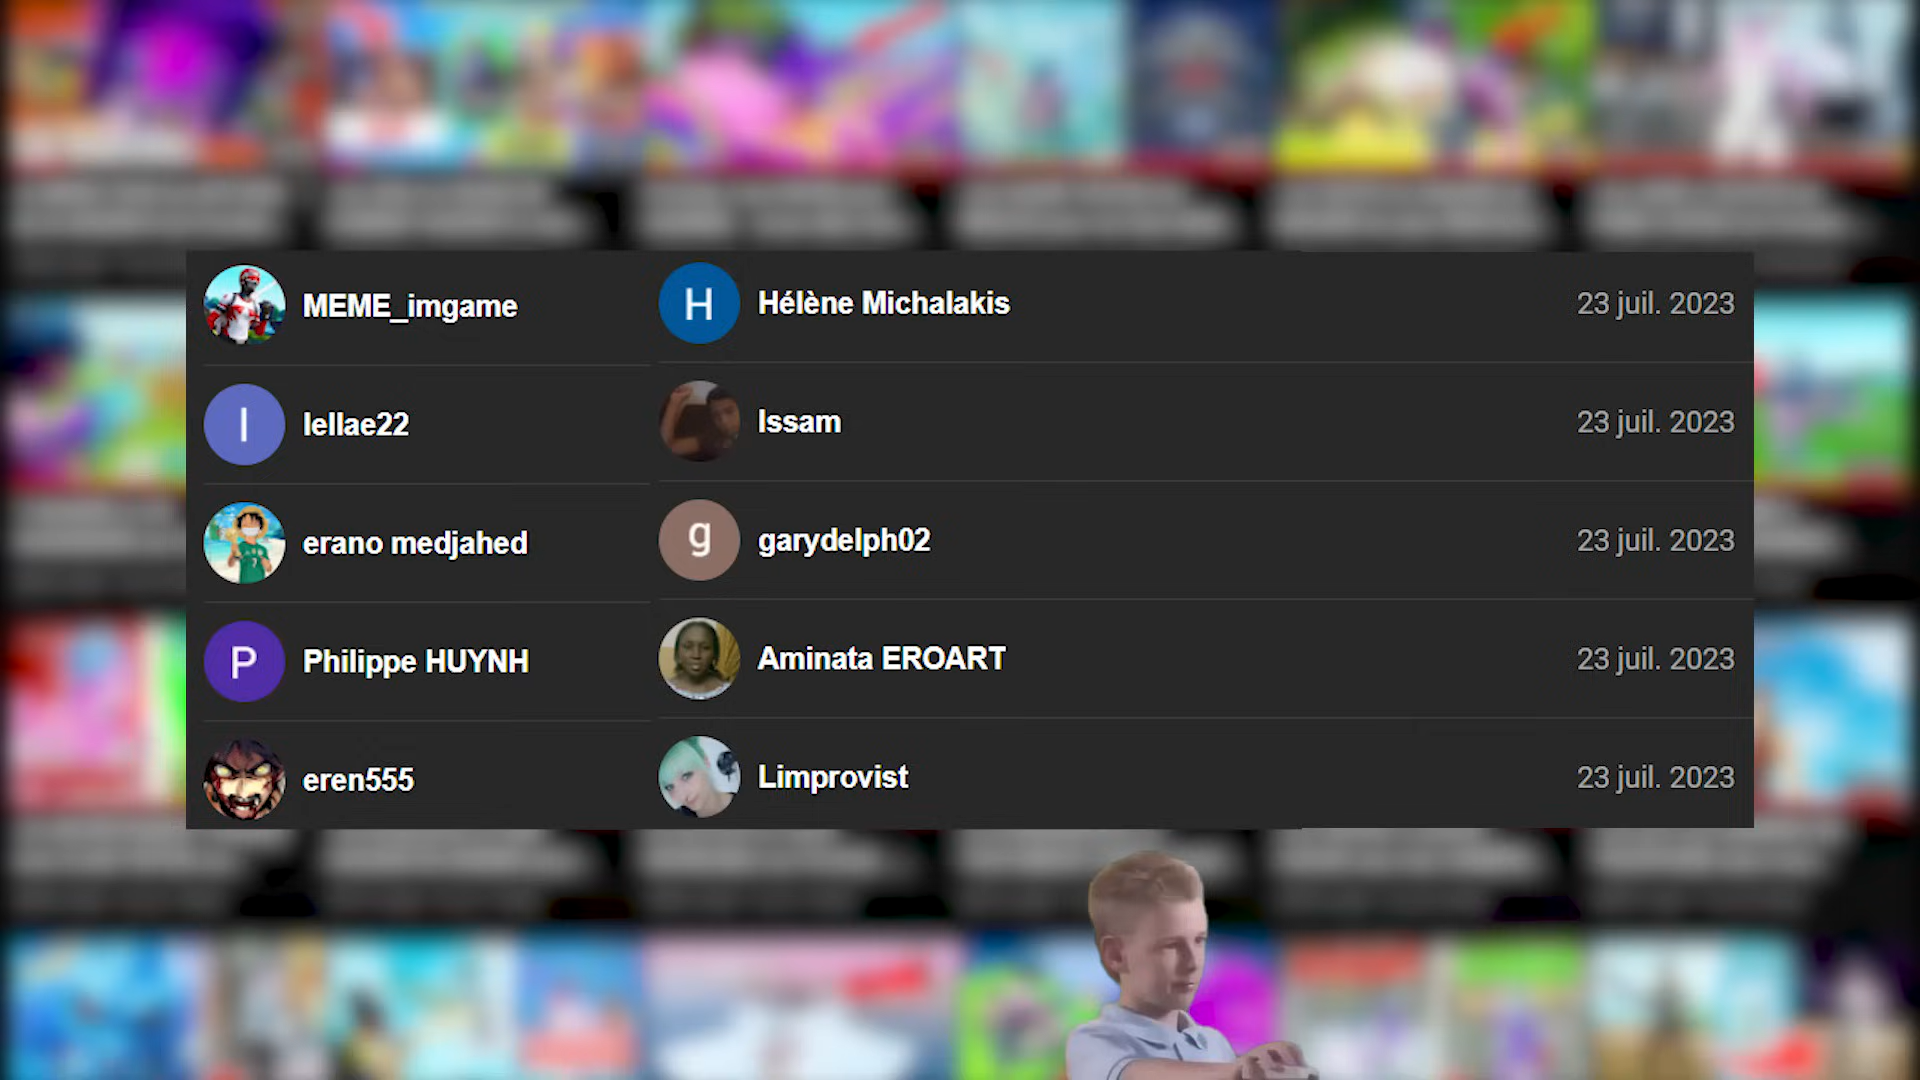 MEME_imgame
H Hélène Michalakis 23 juil. 2023
l lellae22
Issam 23 juil. 2023
erano medjahed
g garydelph02 23 juil. 2023
P Philippe HUYNH
Aminata EROART 23 juil. 2023
eren555
Limprovist 23 juil. 2023